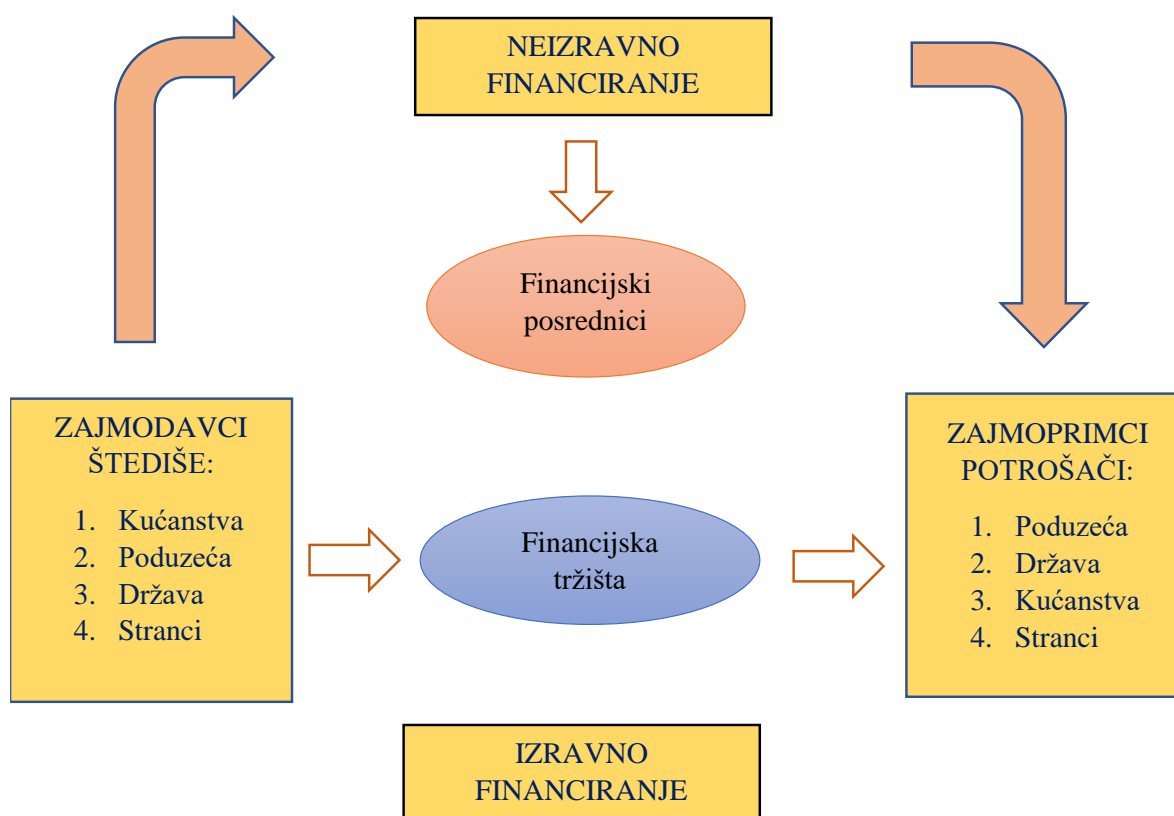 NEIZRAVNO
FINANCIRANJE
Financijski
posrednici
ZAJMODAVCI
ŠTEDIŠE:
1. Kućanstva
2. Poduzeća
3. Država
4. Stranci
Financijska
tržišta
ZAJMOPRIMCI
POTROŠAČI:
1. Poduzeća
2. Država
3. Kućanstva
4. Stranci
IZRAVNO
FINANCIRANJE